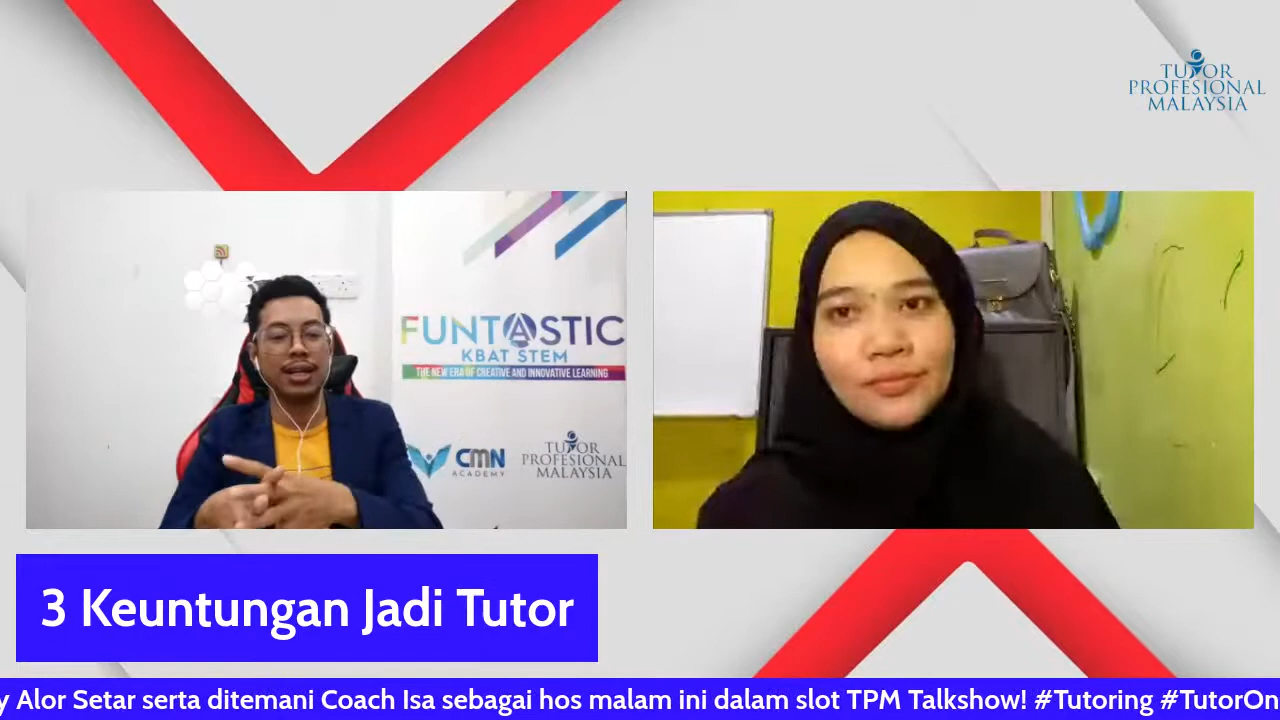 TUTOR
PROFESIONAL
MALAYSIA
FUNTASTIC
KBAT STEM
THE NEW ERA OF CREATIVE AND INNOVATIVE LEARNING
CMN
ACADEMY
TUTOR
PROFESIONAL
MALAYSIA
3 Keuntungan Jadi Tutor
y Alor Setar serta ditemani Coach Isa sebagai hos malam ini dalam slot TPM Talkshow! #Tutoring #TutorOn